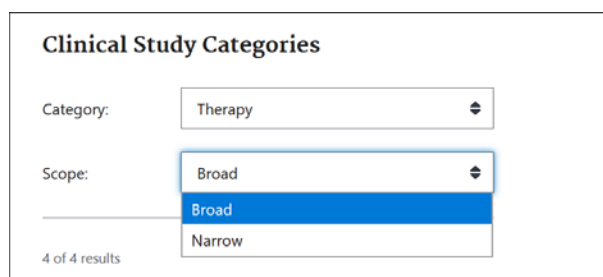 Clinical Study Categories
Category: Therapy
Scope: Broad
Broad
Narrow
4 of 4 results